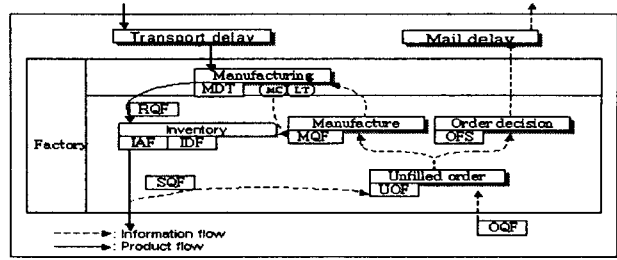 Transport delay
Mail delay
Manufacturing
MDT
MC LT
RQF
Inventory
Manufacture
Order decision
IAF
IDF
MQF
OFS
Factory
Unfilled order
SQF
UOF
OQF
: Information flow
: Product flow